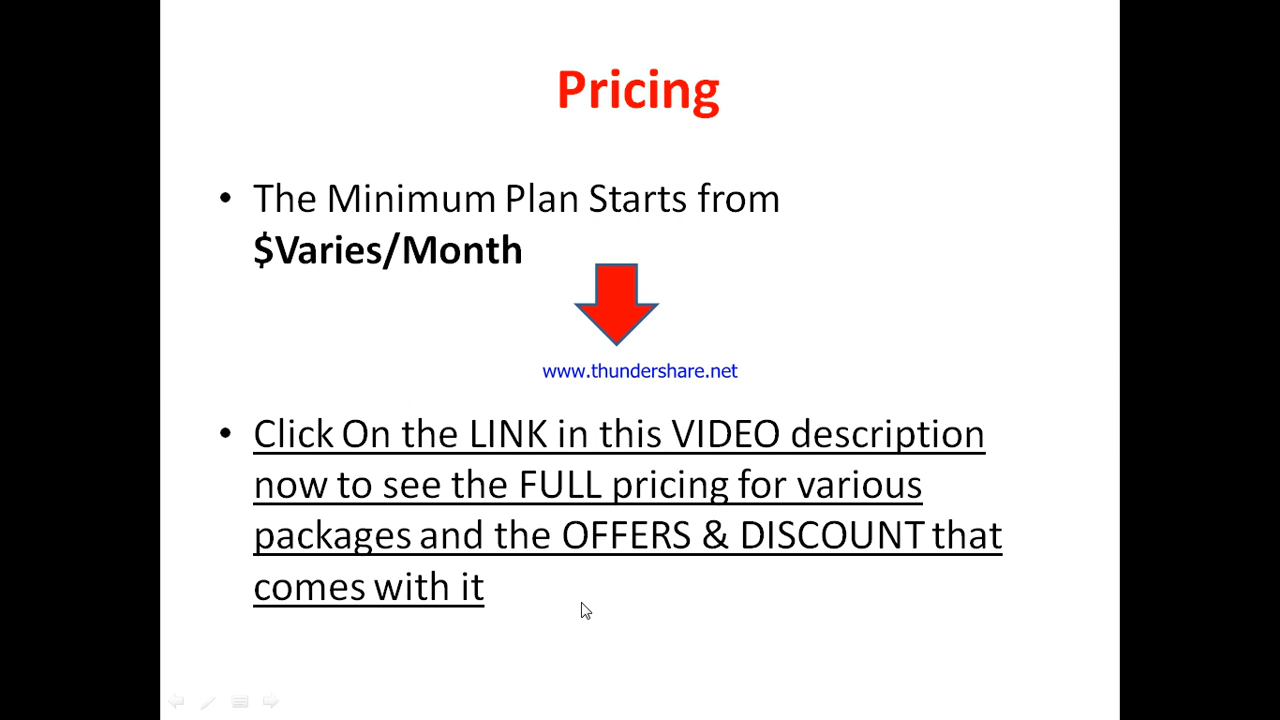 Pricing
• The Minimum Plan Starts from
$Varies/Month
www.thundershare.net
• Click On the LINK in this VIDEO description
now to see the FULL pricing for various
packages and the OFFERS & DISCOUNT that
comes with it